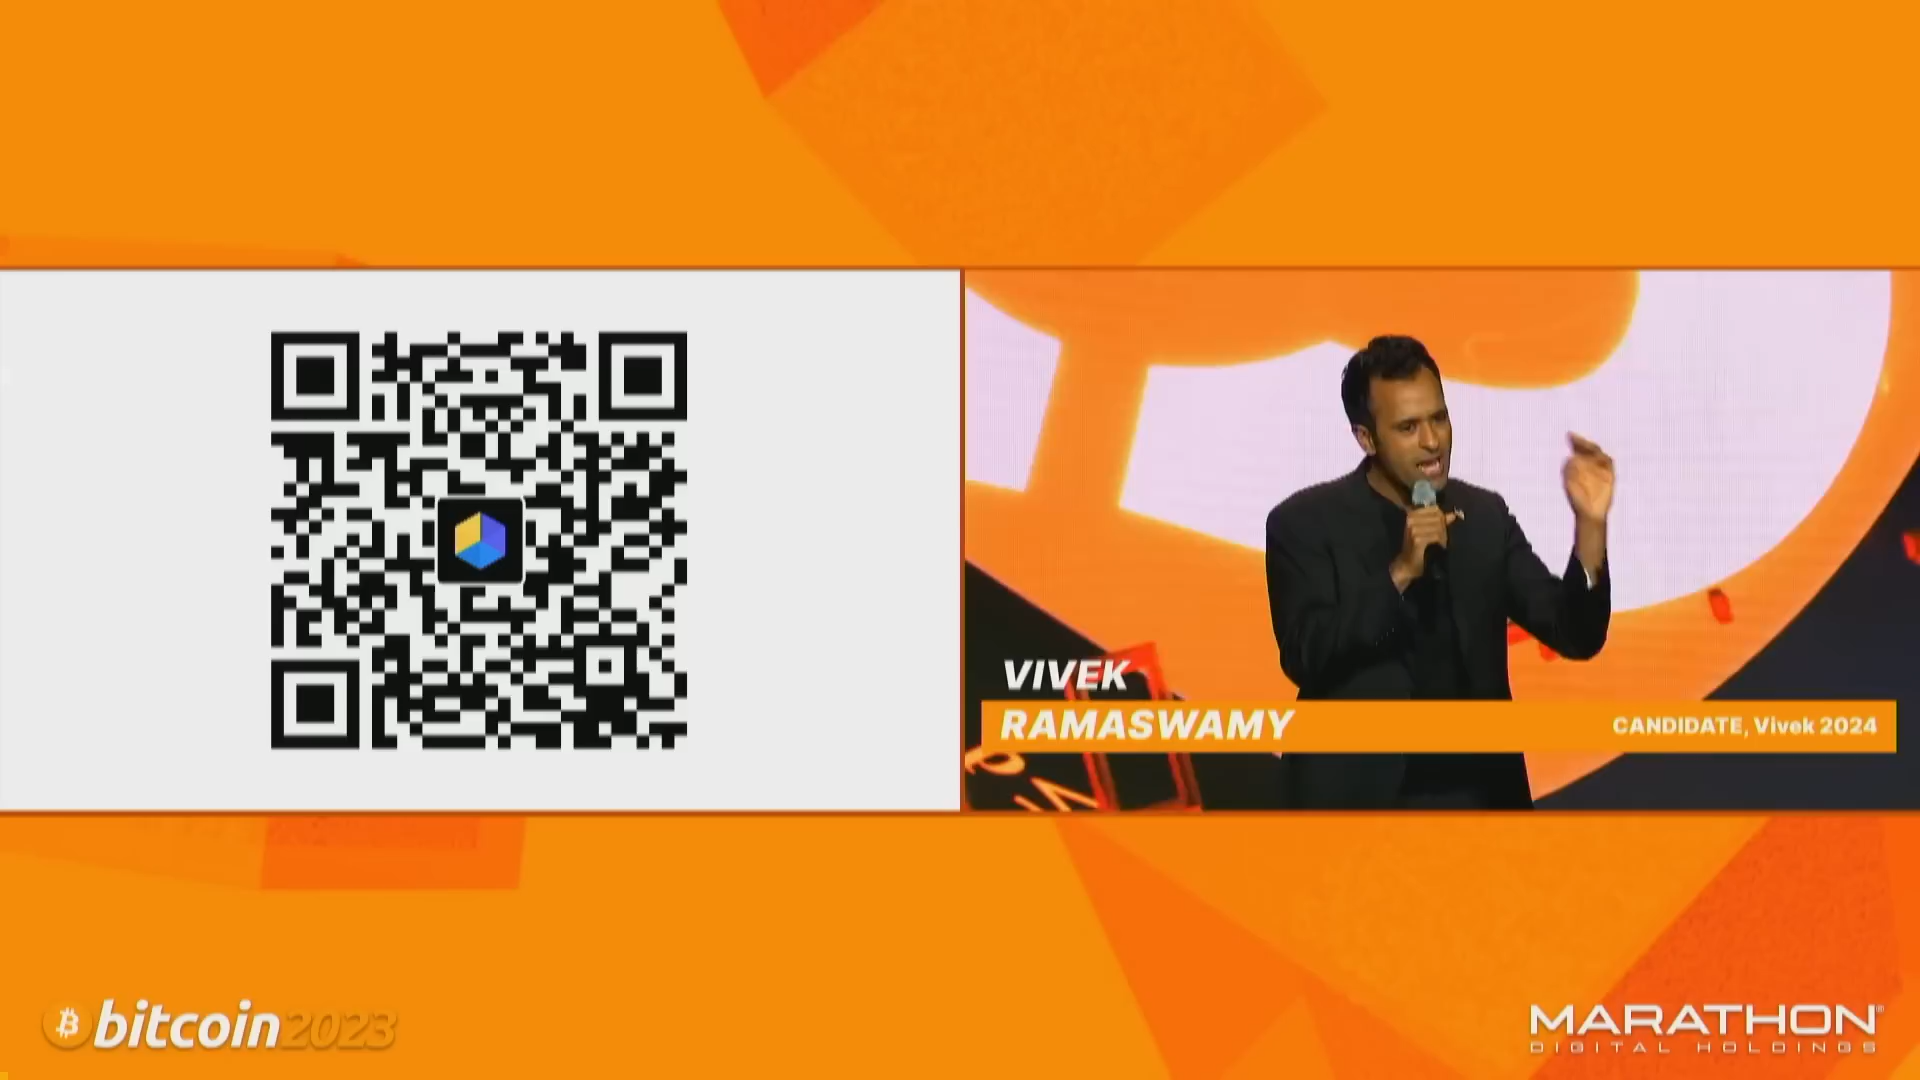 VIVEK
RAMASWAMY
CANDIDATE, Vivek 2024
bitcoin2023
MARATHON
DIGITAL HOLDINGS